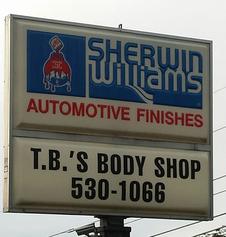 SHERWIN
WILLIAMS
AUTOMOTIVE FINISHES
T.B.'S BODY SHOP
530-1066